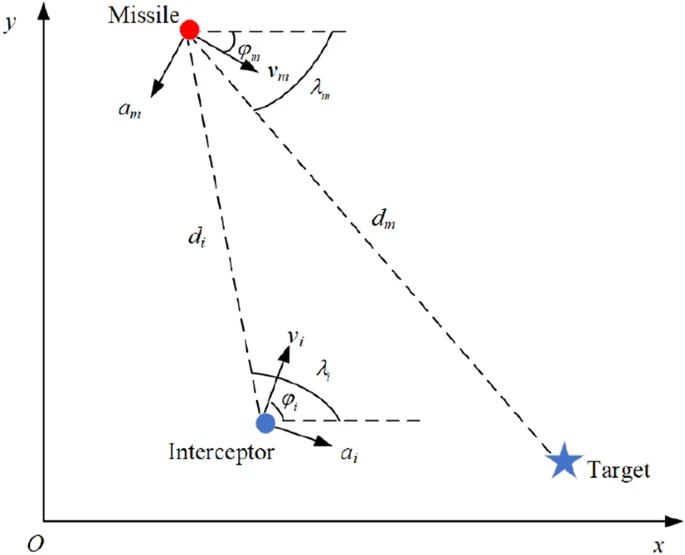 y
Missile
φm
vm
λm
am
di
dm
vi
λi
φi
Interceptor
ai
Target
O
x